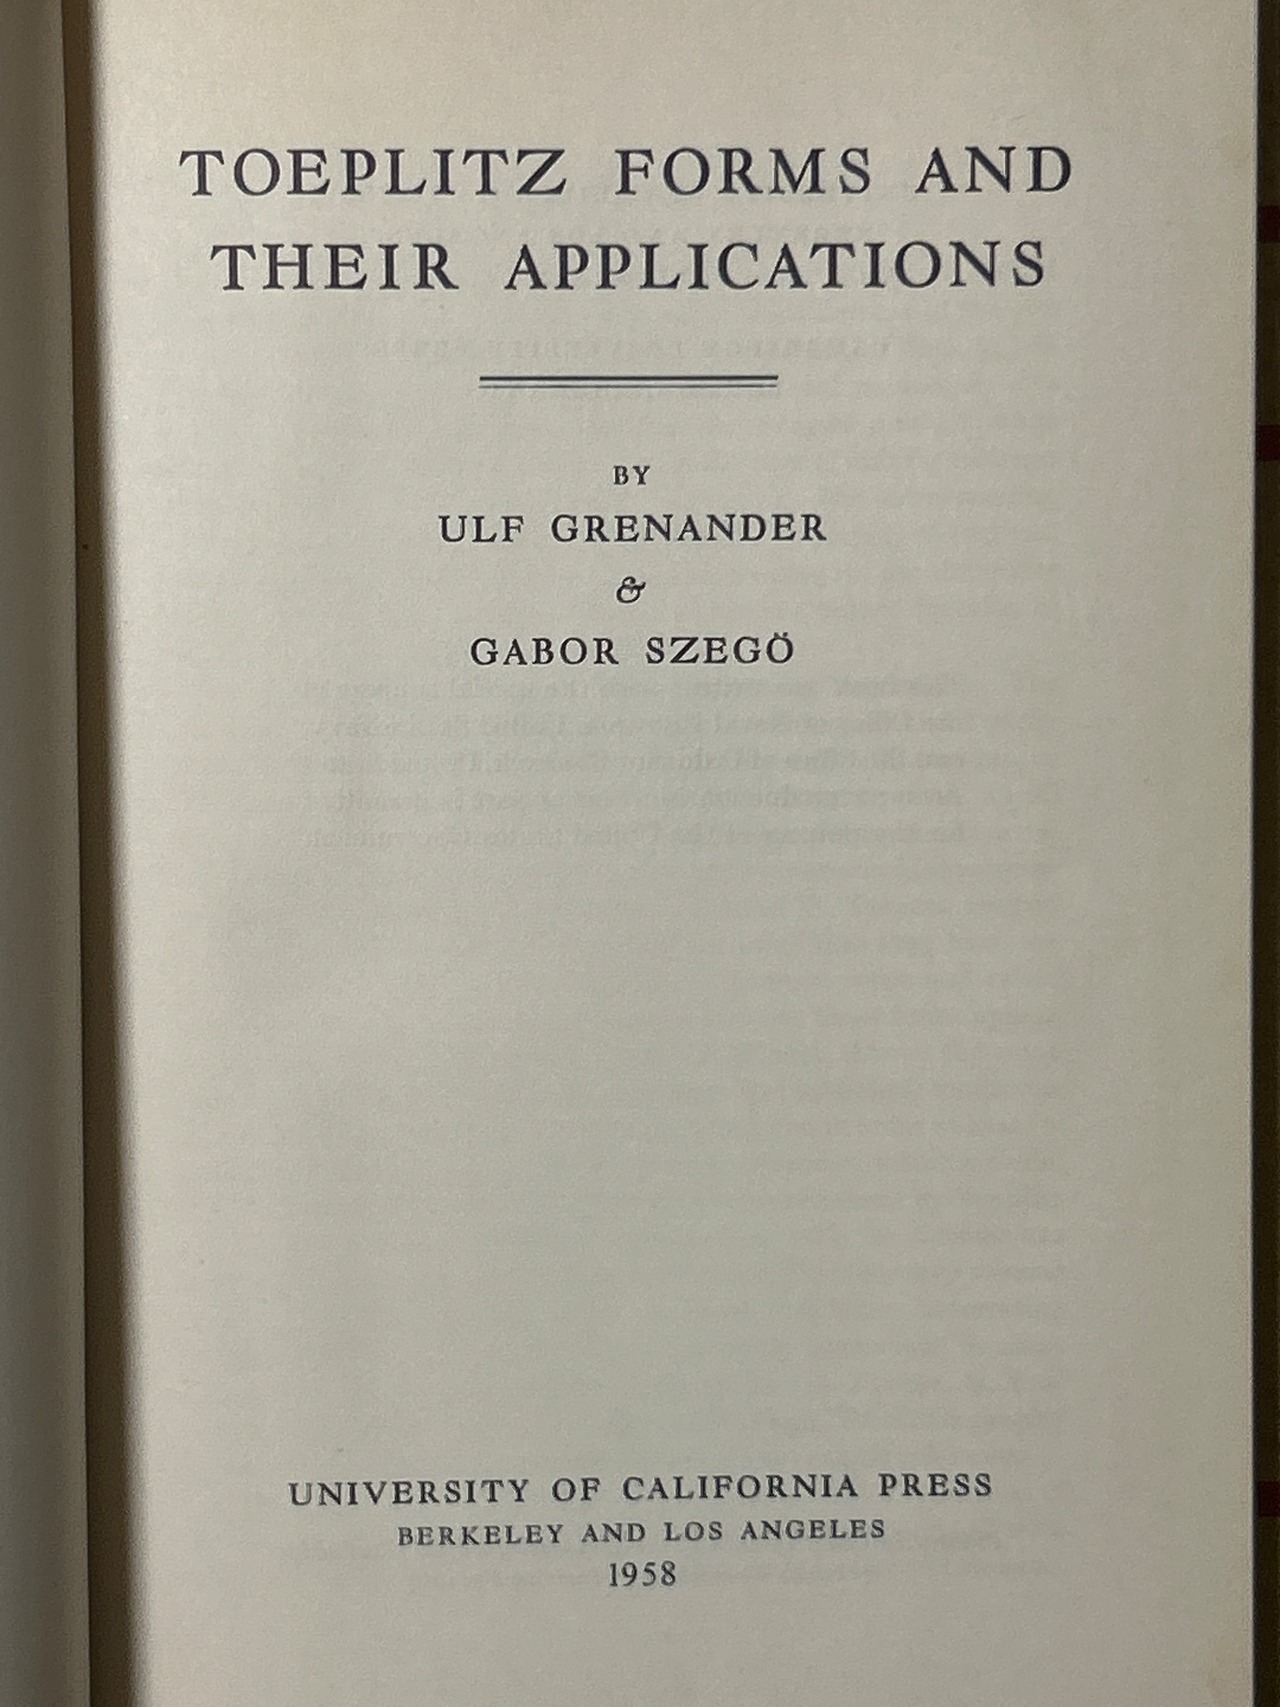 TOEPLITZ FORMS AND
THEIR APPLICATIONS
BY
ULF GRENANDER
&
GABOR SZEGÖ
UNIVERSITY OF CALIFORNIA PRESS
BERKELEY AND LOS ANGELES
1958